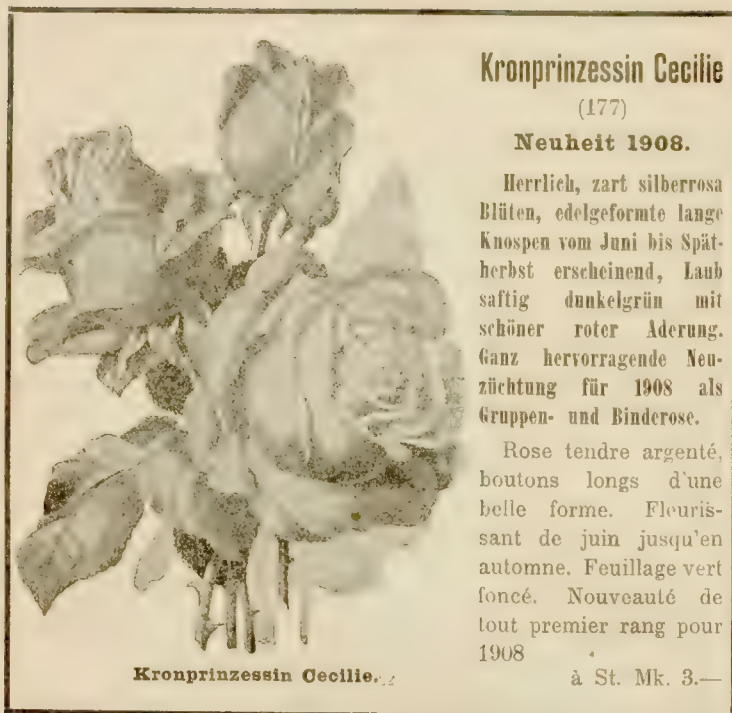 Kronprinzessin Cecilie
(177)
Neuheit 1908.
Herrlich, zart silberrosa
Blüten, edelgeformte lange
Knospen vom Juni bis Spät-
herbst erscheinend, Laub
saftig dunkelgrün mit
schöner roter Aderung.
Ganz hervorragende Neu-
züchtung für 1908 als
Gruppen- und Binderose.
Rose tendre argenté,
boutons longs d'une
belle forme. Fleuris-
sant de juin jusqu'en
automne. Feuillage vert
foncé. Nouveauté de
tout premier rang pour
1908
à St. Mk. 3.—
Kronprinzessin Cecilie.